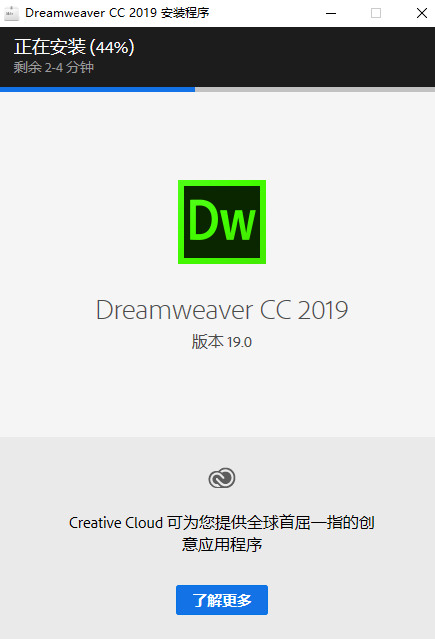 Dreamweaver CC 2019 安装程序
正在安装 (44%)
剩余 2-4 分钟
Dw
Dreamweaver CC 2019
版本 19.0
Creative Cloud 可为您提供全球首屈一指的创
意应用程序
了解更多